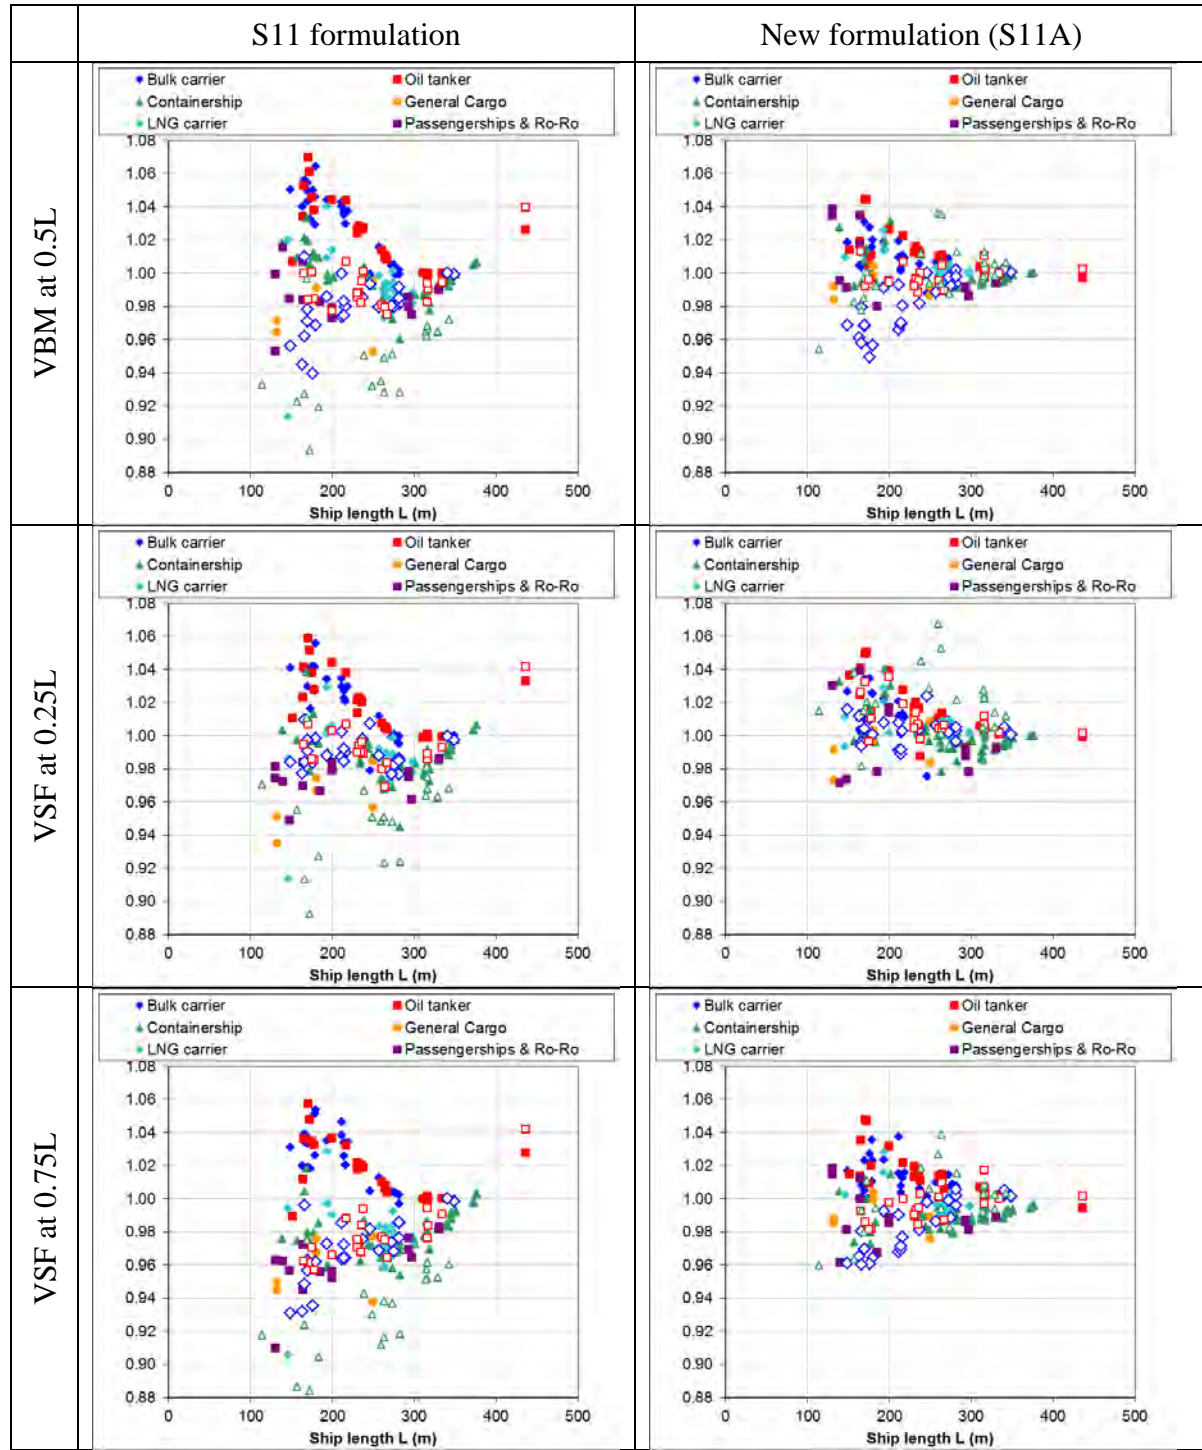 S11 formulation New formulation (S11A)
VBM at 0.5L
Bulk carrier Oil tanker
Containership General Cargo
LNG carrier Passengerships & Ro-Ro
1.08
1.06
1.04
1.02
1.00
0.98
0.96
0.94
0.92
0.90
0.88
0 100 200 300 400 500
Ship length L (m)
Bulk carrier Oil tanker
Containership General Cargo
LNG carrier Passengerships & Ro-Ro
1.08
1.06
1.04
1.02
1.00
0.98
0.96
0.94
0.92
0.90
0.88
0 100 200 300 400 500
Ship length L (m)
VSF at 0.25L
Bulk carrier Oil tanker
Containership General Cargo
LNG carrier Passengerships & Ro-Ro
1.08
1.06
1.04
1.02
1.00
0.98
0.96
0.94
0.92
0.90
0.88
0 100 200 300 400 500
Ship length L (m)
Bulk carrier Oil tanker
Containership General Cargo
LNG carrier Passengerships & Ro-Ro
1.08
1.06
1.04
1.02
1.00
0.98
0.96
0.94
0.92
0.90
0.88
0 100 200 300 400 500
Ship length L (m)
VSF at 0.75L
Bulk carrier Oil tanker
Containership General Cargo
LNG carrier Passengerships & Ro-Ro
1.08
1.06
1.04
1.02
1.00
0.98
0.96
0.94
0.92
0.90
0.88
0 100 200 300 400 500
Ship length L (m)
Bulk carrier Oil tanker
Containership General Cargo
LNG carrier Passengerships & Ro-Ro
1.08
1.06
1.04
1.02
1.00
0.98
0.96
0.94
0.92
0.90
0.88
0 100 200 300 400 500
Ship length L (m)